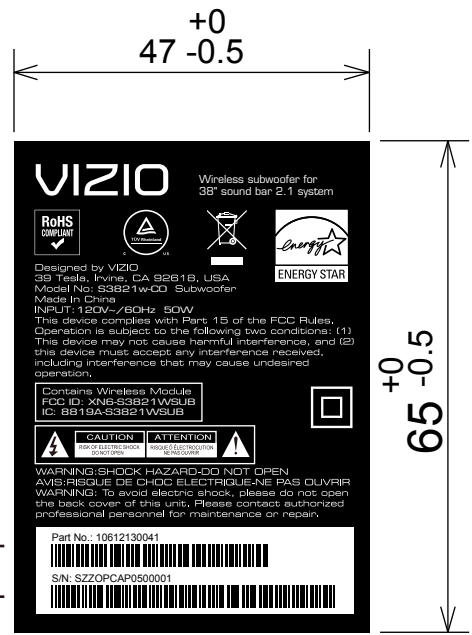 +0
47 -0.5
VIZIO
Wireless subwoofer for
38" sound bar 2.1 system
RoHS
COMPLIANT
TÜV Rheinland
C US
energy
ENERGY STAR
Designed by VIZIO
39 Tesla, Irvine, CA 92618, USA
Model No: S3821w-C0 Subwoofer
Made In China
INPUT: 120V~/60Hz 50W
This device complies with Part 15 of the FCC Rules.
Operation is subject to the following two conditions: (1)
This device may not cause harmful interference, and (2)
this device must accept any interference received,
including interference that may cause undesired
operation.
Contains Wireless Module
FCC ID: XN6-S3821WSUB
IC: 8819A-S3821WSUB
CAUTION
RISK OF ELECTRIC SHOCK
DO NOT OPEN
ATTENTION
RISQUE D'ÉLECTROCUTION
NE PAS OUVRIR
WARNING:SHOCK HAZARD-DO NOT OPEN
AVIS:RISQUE DE CHOC ELECTRIQUE-NE PAS OUVRIR
WARNING: To avoid electric shock, please do not open
the back cover of this unit. Please contact authorized
professional personnel for maintenance or repair.
Part No.: 10612130041
S/N: SZZOPCAP0500001
+0
65 -0.5